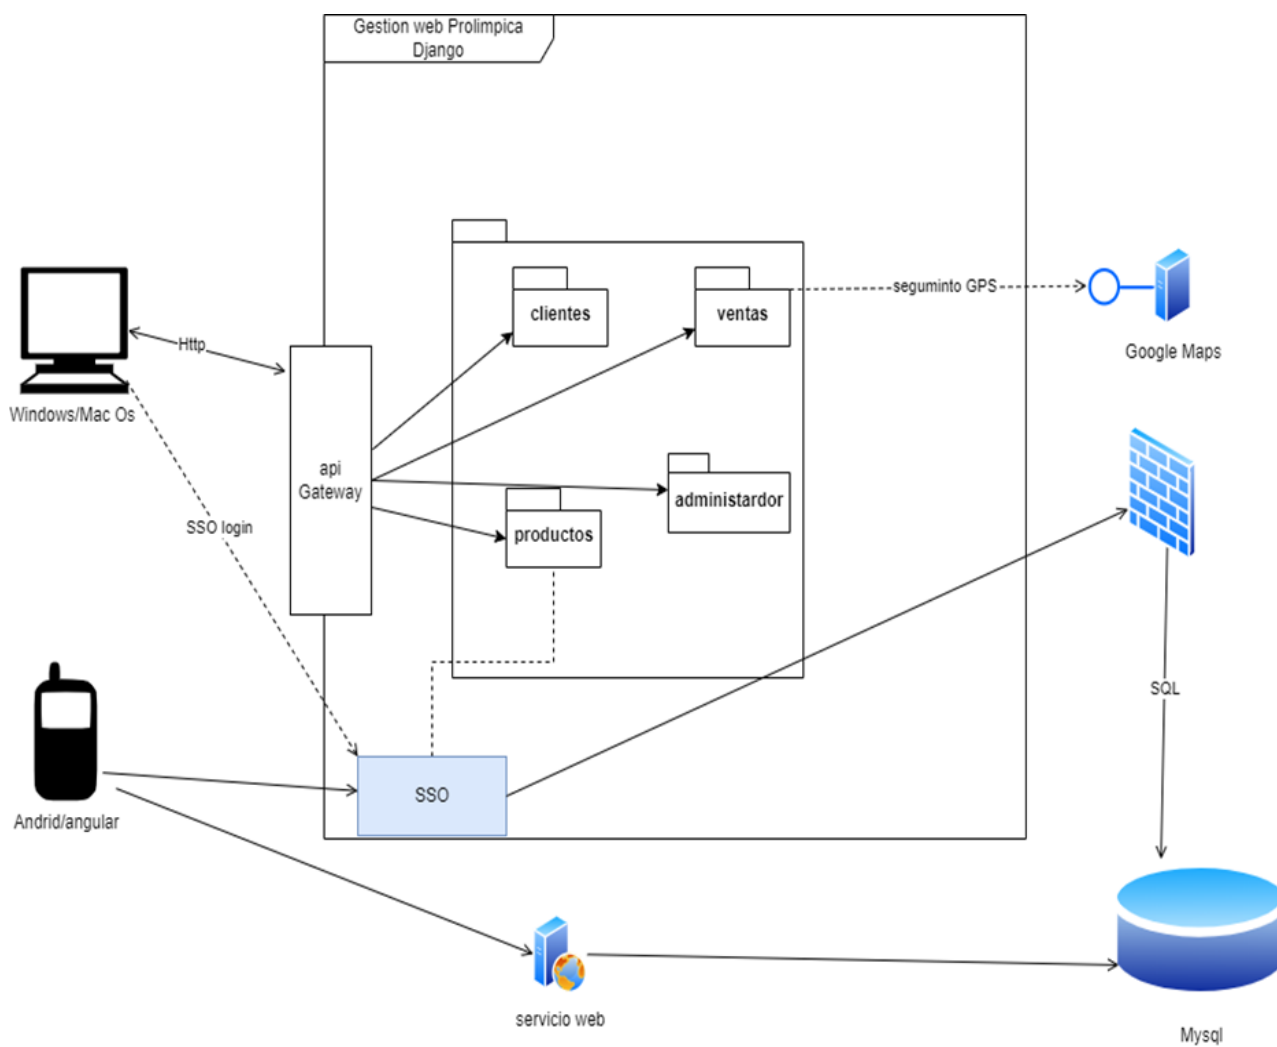 Gestion web Prolimpica
Django
clientes
ventas
seguminto GPS
Google Maps
Http
Windows/Mac Os
api
Gateway
administardor
productos
SSO login
SQL
SSO
Andrid/angular
servicio web
Mysql